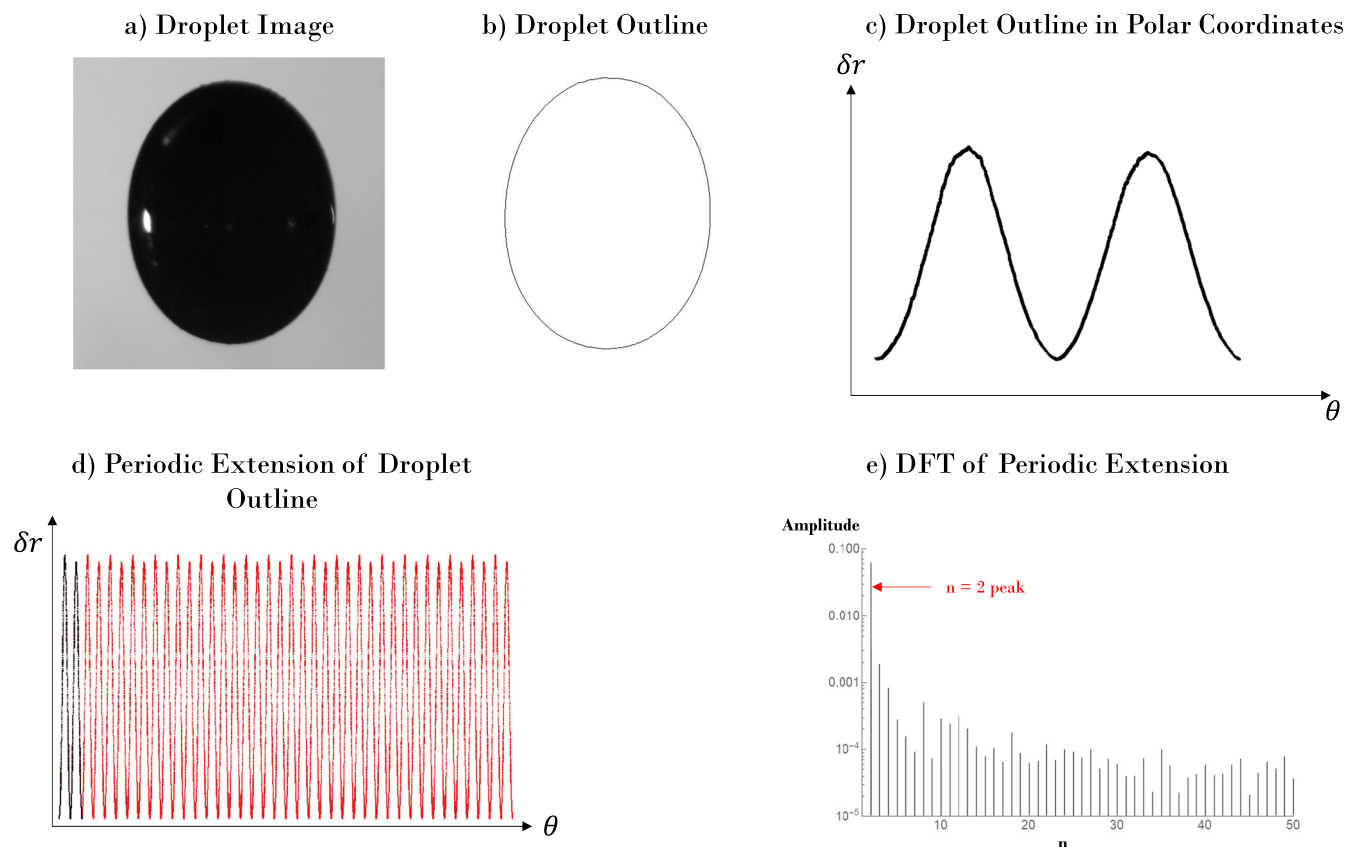 a) Droplet Image
b) Droplet Outline
c) Droplet Outline in Polar Coordinates
δr
θ
d) Periodic Extension of Droplet
Outline
δr
θ
e) DFT of Periodic Extension
Amplitude
0.100
n = 2 peak
0.010
0.001
10⁻⁴
10⁻⁵
10 20 30 40 50
n